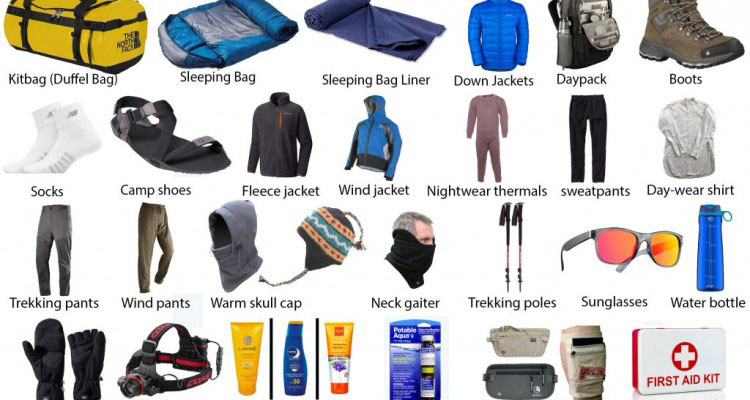 THE
NORTH
FACE
Kitbag (Duffel Bag)
Sleeping Bag
Sleeping Bag Liner
Down Jackets
Daypack
Boots
Socks
Camp shoes
Fleece jacket
Wind jacket
Nightwear thermals
sweatpants
Day-wear shirt
Trekking pants
Wind pants
Warm skull cap
Neck gaiter
Trekking poles
Sunglasses
Water bottle
NIVEA
50
Potable
Aqua
FIRST AID KIT